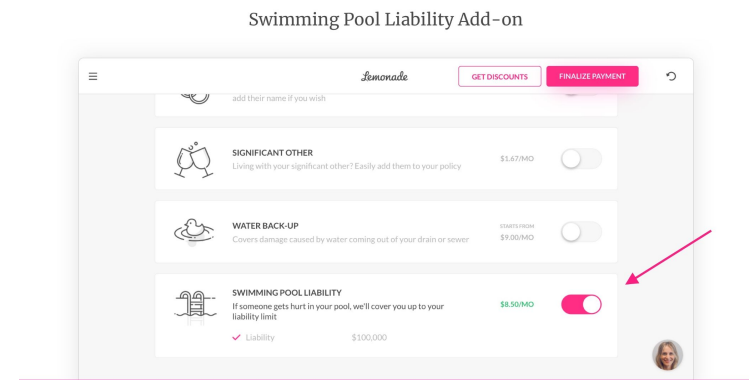 Swimming Pool Liability Add-on
Lemonade
GET DISCOUNTS
FINALIZE PAYMENT
add their name if you wish
SIGNIFICANT OTHER
Living with your significant other? Easily add them to your policy
$1.67/MO
WATER BACK-UP
Covers damage caused by water coming out of your drain or sewer
STARTS FROM
$9.00/MO
SWIMMING POOL LIABILITY
If someone gets hurt in your pool, we'll cover you up to your
liability limit
$8.50/MO
Liability
$100,000